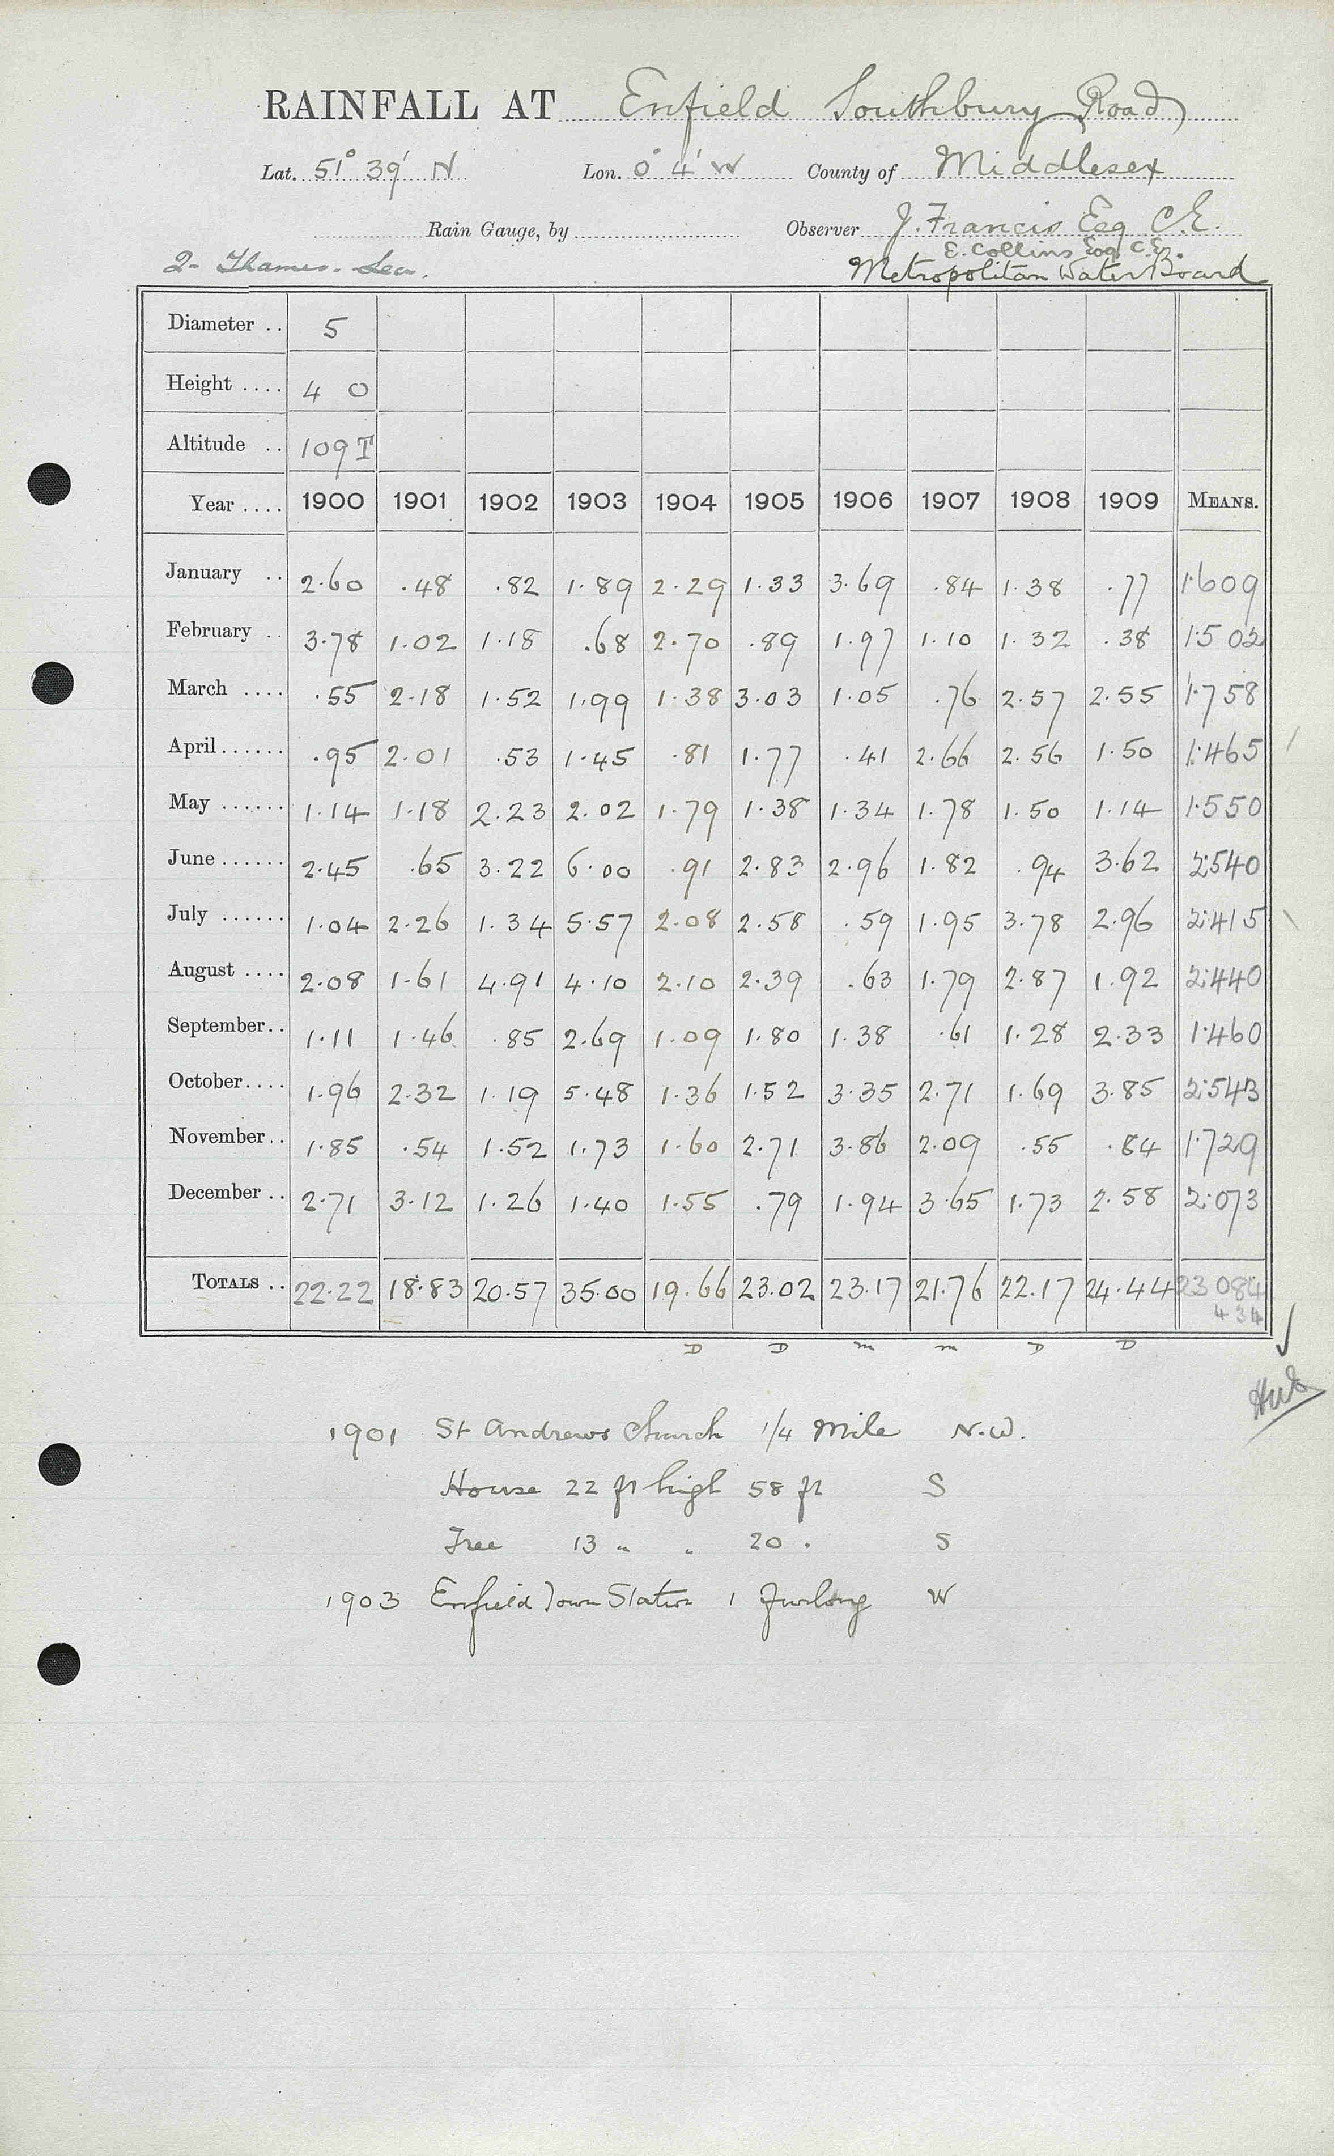 RAINFALL AT Enfield Southbury Road
Lat. 51° 39' N Lon. 0° 4' W County of Middlesex
Rain Gauge, by Observer J. Francis Esq C.E.
E. Collins Esq C.E.
2- Thames-Lea. Metropolitan Water Board
Diameter .. 5
Height .... 4 0
Altitude .. 109 T
Year .... 1900 1901 1902 1903 1904 1905 1906 1907 1908 1909 MEANS.
January .. 2.60 .48 .82 1.89 2.29 1.33 3.69 .84 1.38 .77 1.609
February .. 3.78 1.02 1.18 .68 2.70 .89 1.97 1.10 1.32 .38 1.502
March .... .55 2.18 1.52 1.99 1.38 3.03 1.05 .76 2.57 2.55 1.758
April ...... .95 2.01 .53 1.45 .81 1.77 .41 2.66 2.56 1.50 1.465
May ...... 1.14 1.18 2.23 2.02 1.79 1.38 1.34 1.78 1.50 1.14 1.550
June ...... 2.45 .65 3.22 6.00 .91 2.83 2.96 1.82 .94 3.62 2.540
July ...... 1.04 2.26 1.34 5.57 2.08 2.58 .59 1.95 3.78 2.96 2.415
August .... 2.08 1.61 4.91 4.10 2.10 2.39 .63 1.79 2.87 1.92 2.440
September .. 1.11 1.46 .85 2.69 1.09 1.80 1.38 .61 1.28 2.33 1.460
October .... 1.96 2.32 1.19 5.48 1.36 1.52 3.35 2.71 1.69 3.85 2.543
November .. 1.85 .54 1.52 1.73 1.60 2.71 3.86 2.09 .55 .84 1.729
December .. 2.71 3.12 1.26 1.40 1.55 .79 1.94 3.65 1.73 2.58 2.073
TOTALS .. 22.22 18.83 20.57 35.00 19.66 23.02 23.17 21.76 22.17 24.44 23.084
4 34
D D m m D D
1901 St Andrews Church 1/4 Mile N.W.
House 22 ft high 58 ft S
Tree 13 " " 20 . S
1903 Enfield Town Station 1 furlong W